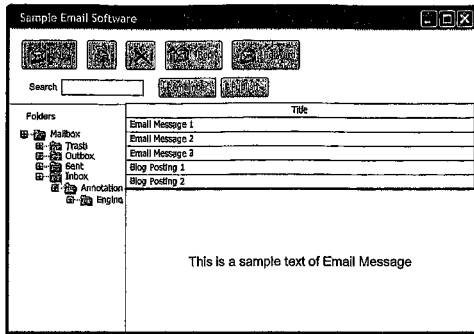 Sample Email Software
Search
Folders
Mailbox
Trash
Outbox
Sent
Inbox
Annotation
Engine
Title
Email Message 1
Email Message 2
Email Message 3
Blog Posting 1
Blog Posting 2
This is a sample text of Email Message